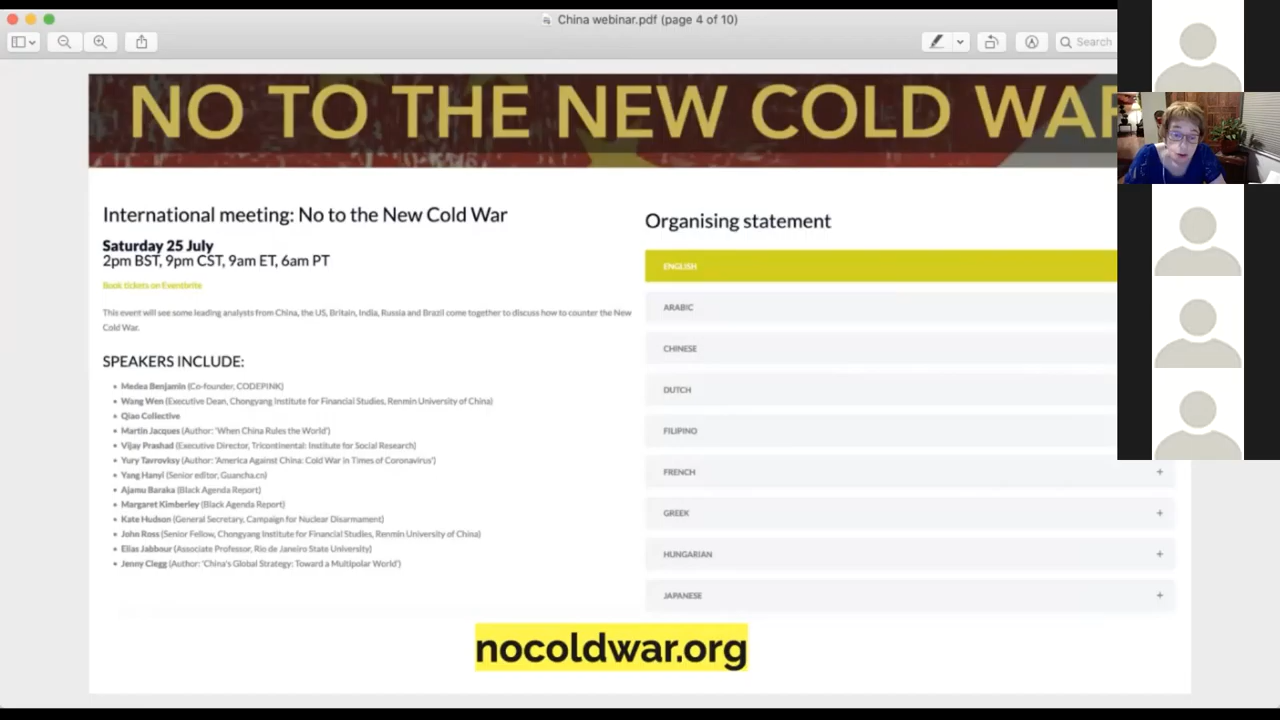 China webinar.pdf (page 4 of 10)
Search
NO TO THE NEW COLD WAR
International meeting: No to the New Cold War
Saturday 25 July
2pm BST, 9pm CST, 9am ET, 6am PT
Book tickets on Eventbrite
This event will see some leading analysts from China, the US, Britain, India, Russia and Brazil come together to discuss how to counter the New
Cold War.
SPEAKERS INCLUDE:
• Medea Benjamin (Co-founder, CODEPINK)
• Wang Wen (Executive Dean, Chongyang Institute for Financial Studies, Renmin University of China)
• Qiao Collective
• Martin Jacques (Author: 'When China Rules the World')
• Vijay Prashad (Executive Director, Tricontinental: Institute for Social Research)
• Yury Tavrovksy (Author: 'America Against China: Cold War in Times of Coronavirus')
• Yang Hanyi (Senior editor, Guancha.cn)
• Ajamu Baraka (Black Agenda Report)
• Margaret Kimberley (Black Agenda Report)
• Kate Hudson (General Secretary, Campaign for Nuclear Disarmament)
• John Ross (Senior Fellow, Chongyang Institute for Financial Studies, Renmin University of China)
• Elias Jabbour (Associate Professor, Rio de Janeiro State University)
• Jenny Clegg (Author: 'China's Global Strategy: Toward a Multipolar World')
Organising statement
ENGLISH
ARABIC
CHINESE
DUTCH
FILIPINO
FRENCH +
GREEK +
HUNGARIAN +
JAPANESE +
nocoldwar.org